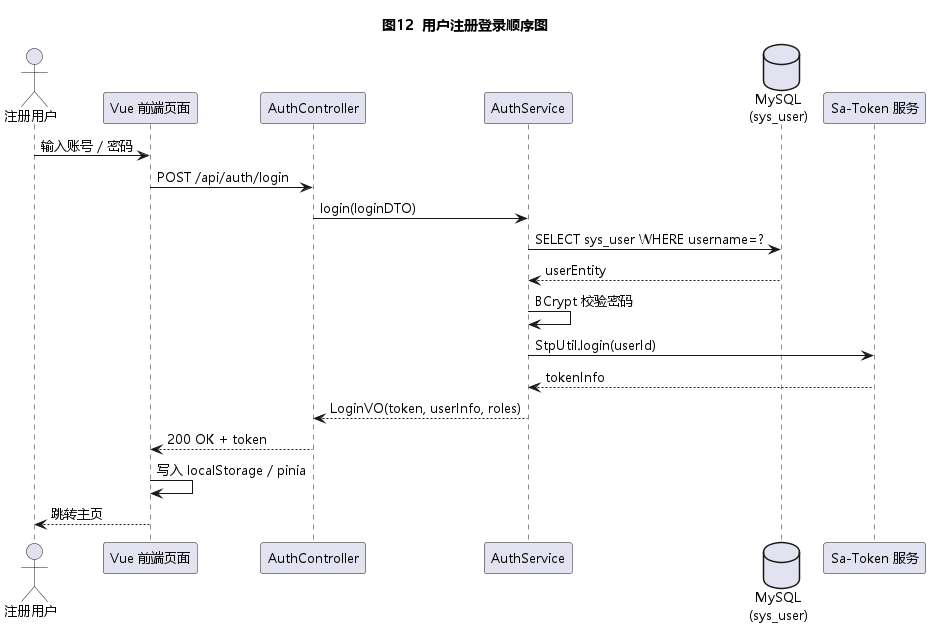 图12 用户注册登录顺序图
注册用户
Vue 前端页面
AuthController
AuthService
MySQL
(sys_user)
Sa-Token 服务
输入账号 / 密码
POST /api/auth/login
login(loginDTO)
SELECT sys_user WHERE username=?
userEntity
BCrypt 校验密码
StpUtil.login(userId)
tokenInfo
LoginVO(token, userInfo, roles)
200 OK + token
写入 localStorage / pinia
跳转主页
注册用户
Vue 前端页面
AuthController
AuthService
MySQL
(sys_user)
Sa-Token 服务